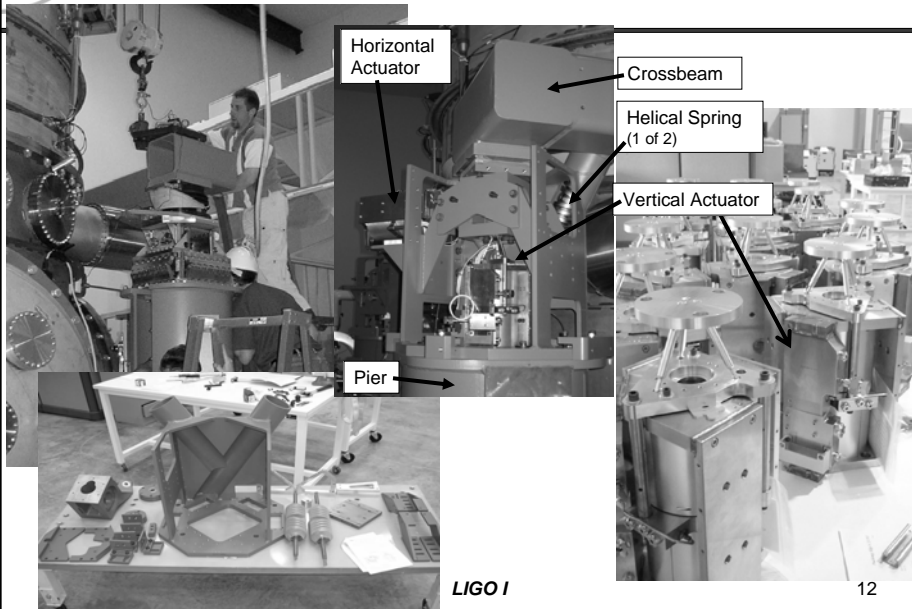 Horizontal
Actuator
Crossbeam
Helical Spring
(1 of 2)
Vertical Actuator
Pier
LIGO I
12